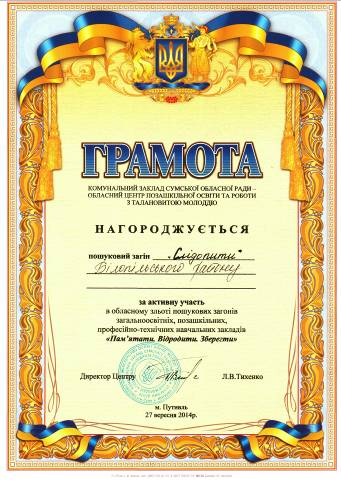 ГРАМОТА
КОМУНАЛЬНИЙ ЗАКЛАД СУМСЬКОЇ ОБЛАСНОЇ РАДИ –
ОБЛАСНИЙ ЦЕНТР ПОЗАШКІЛЬНОЇ ОСВІТИ ТА РОБОТИ
З ТАЛАНОВИТОЮ МОЛОДДЮ
НАГОРОДЖУЄТЬСЯ
пошуковий загін „Слідопити"
Білопільського району
за активну участь
в обласному зльоті пошукових загонів
загальноосвітніх, позашкільних,
професійно-технічних навчальних закладів
«Пам’ятати. Відродити. Зберегти»
Директор Центру Л.В.Тихенко
м. Путивль
27 вересня 2014р.